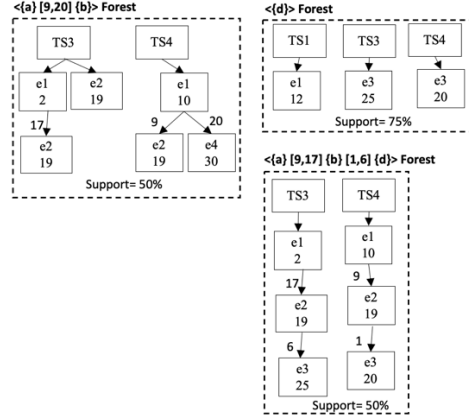 <{a} [9,20] {b}> Forest
TS3
TS4
e1
2
e2
19
e1
10
17
9
20
e2
19
e2
19
e4
30
Support= 50%
<{d}> Forest
TS1
TS3
TS4
e1
12
e3
25
e3
20
Support= 75%
<{a} [9,17] {b} [1,6] {d}> Forest
TS3
TS4
e1
2
e1
10
17
9
e2
19
e2
19
6
1
e3
25
e3
20
Support= 50%